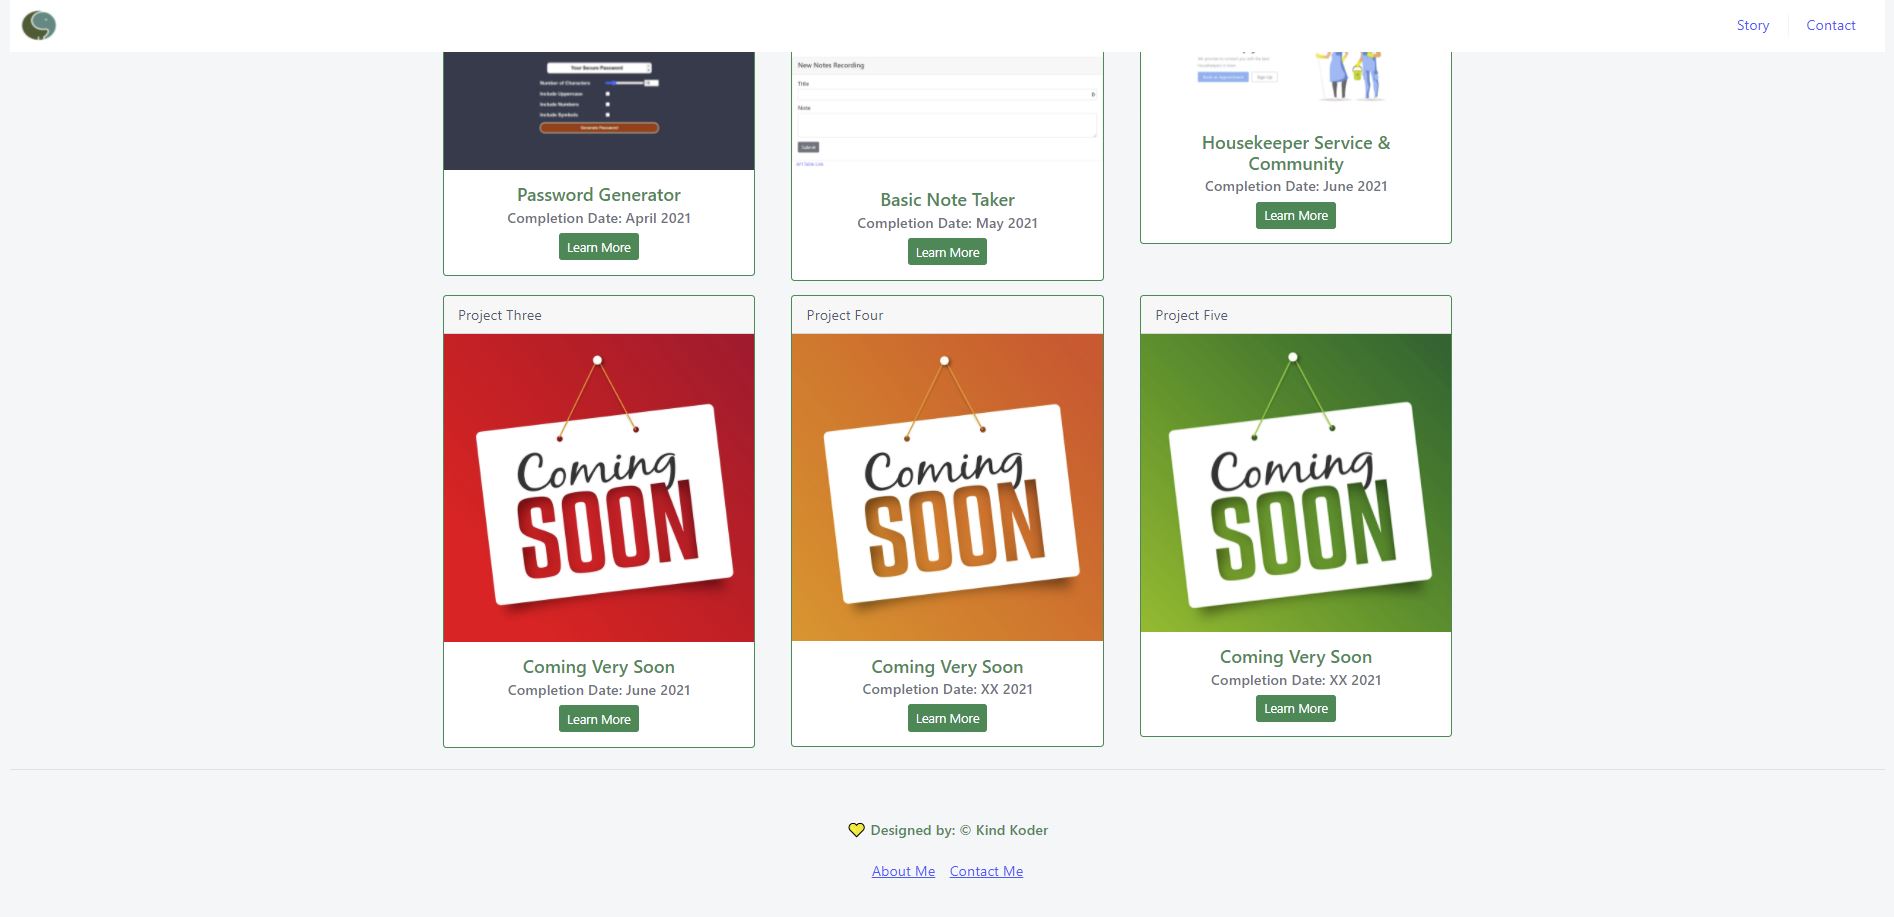 Story
Contact
Your Secure Password
Number of Characters
Include Uppercase
Include Numbers
Include Symbols
Generate Password
New Notes Recording
Title
Note
Submit
Book an Appointment
Sign Up
Password Generator
Completion Date: April 2021
Learn More
Basic Note Taker
Completion Date: May 2021
Learn More
Housekeeper Service &
Community
Completion Date: June 2021
Learn More
Project Three
Coming
SOON
Coming Very Soon
Completion Date: June 2021
Learn More
Project Four
Coming
SOON
Coming Very Soon
Completion Date: XX 2021
Learn More
Project Five
Coming
SOON
Coming Very Soon
Completion Date: XX 2021
Learn More
Designed by: © Kind Koder
About Me
Contact Me